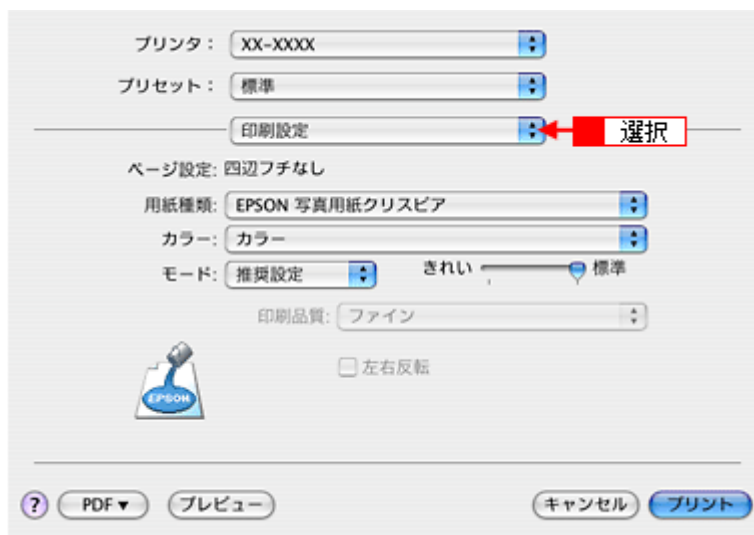 プリンタ： XX-XXXX
プリセット： 標準
印刷設定 選択
ページ設定: 四辺フチなし
用紙種類: EPSON 写真用紙クリスピア
カラー: カラー
モード: 推奨設定 きれい 標準
印刷品質: ファイン
左右反転
EPSON
? PDF▼ プレビュー キャンセル プリント